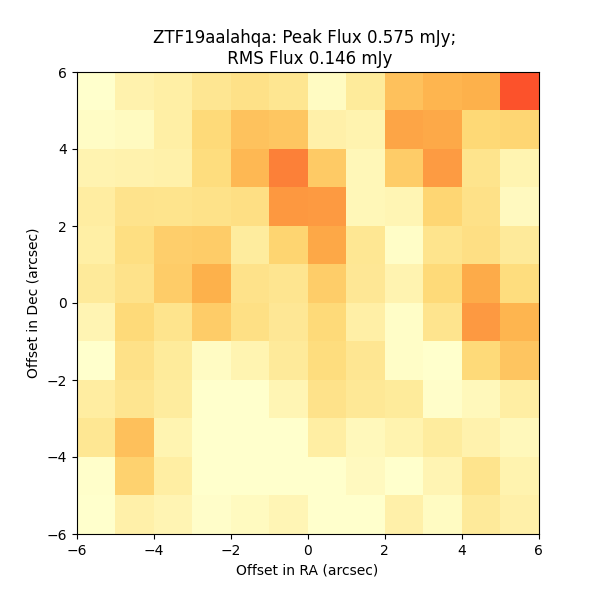 ZTF19aalahqa: Peak Flux 0.575 mJy;
RMS Flux 0.146 mJy
6
4
2
0
−2
−4
−6
Offset in Dec (arcsec)
−6 −4 −2 0 2 4 6
Offset in RA (arcsec)